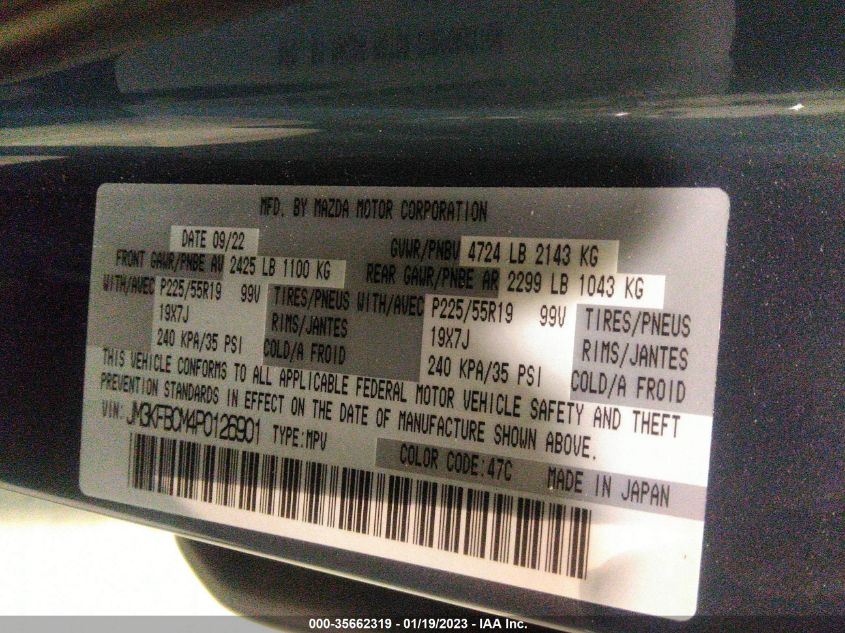 MFD. BY MAZDA MOTOR CORPORATION
DATE 09/22 GVWR/PNBV 4724 LB 2143 KG
FRONT GAWR/PNBE AV 2425 LB 1100 KG REAR GAWR/PNBE AR 2299 LB 1043 KG
WITH/AVEC P225/55R19 99V TIRES/PNEUS WITH/AVEC P225/55R19 99V TIRES/PNEUS
19X7J RIMS/JANTES 19X7J RIMS/JANTES
240 KPA/35 PSI COLD/A FROID 240 KPA/35 PSI COLD/A FROID
THIS VEHICLE CONFORMS TO ALL APPLICABLE FEDERAL MOTOR VEHICLE SAFETY AND THEFT
PREVENTION STANDARDS IN EFFECT ON THE DATE OF MANUFACTURE SHOWN ABOVE.
VIN: JM3KFBCM4P0126901 TYPE:MPV
COLOR CODE:47C MADE IN JAPAN
000-35662319 - 01/19/2023 - IAA Inc.